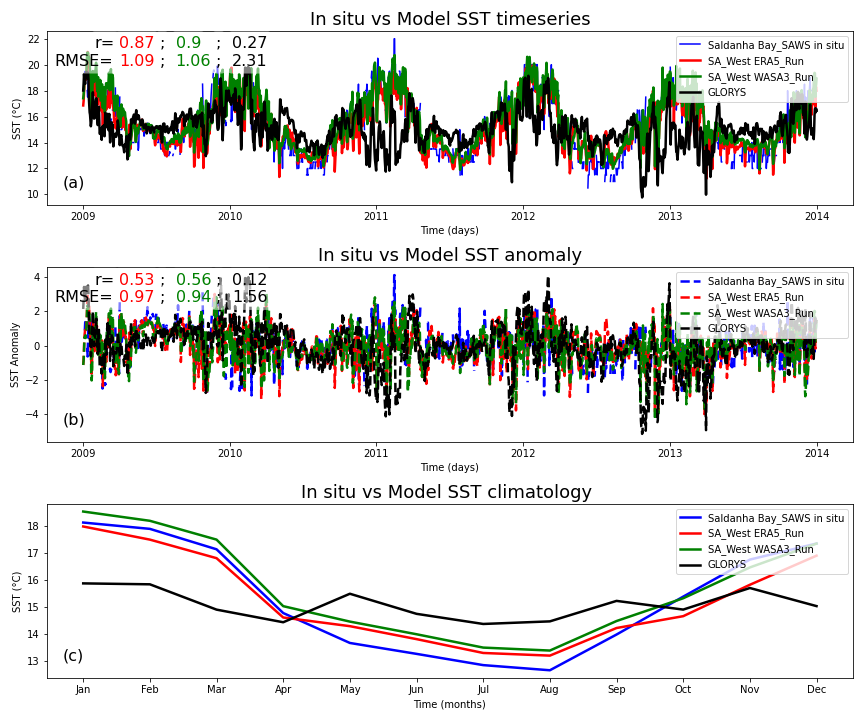 In situ vs Model SST timeseries
r= 0.87 ; 0.9 ; 0.27
RMSE= 1.09 ; 1.06 ; 2.31
Saldanha Bay_SAWS in situ
SA_West ERA5_Run
SA_West WASA3_Run
GLORYS
22
20
18
16
14
12
10
SST (°C)
(a)
2009 2010 2011 2012 2013 2014
Time (days)
In situ vs Model SST anomaly
r= 0.53 ; 0.56 ; 0.12
RMSE= 0.97 ; 0.94 ; 1.56
Saldanha Bay_SAWS in situ
SA_West ERA5_Run
SA_West WASA3_Run
GLORYS
4
2
0
−2
−4
SST Anomaly
(b)
2009 2010 2011 2012 2013 2014
Time (days)
In situ vs Model SST climatology
Saldanha Bay_SAWS in situ
SA_West ERA5_Run
SA_West WASA3_Run
GLORYS
18
17
16
15
14
13
SST (°C)
(c)
Jan Feb Mar Apr May Jun Jul Aug Sep Oct Nov Dec
Time (months)